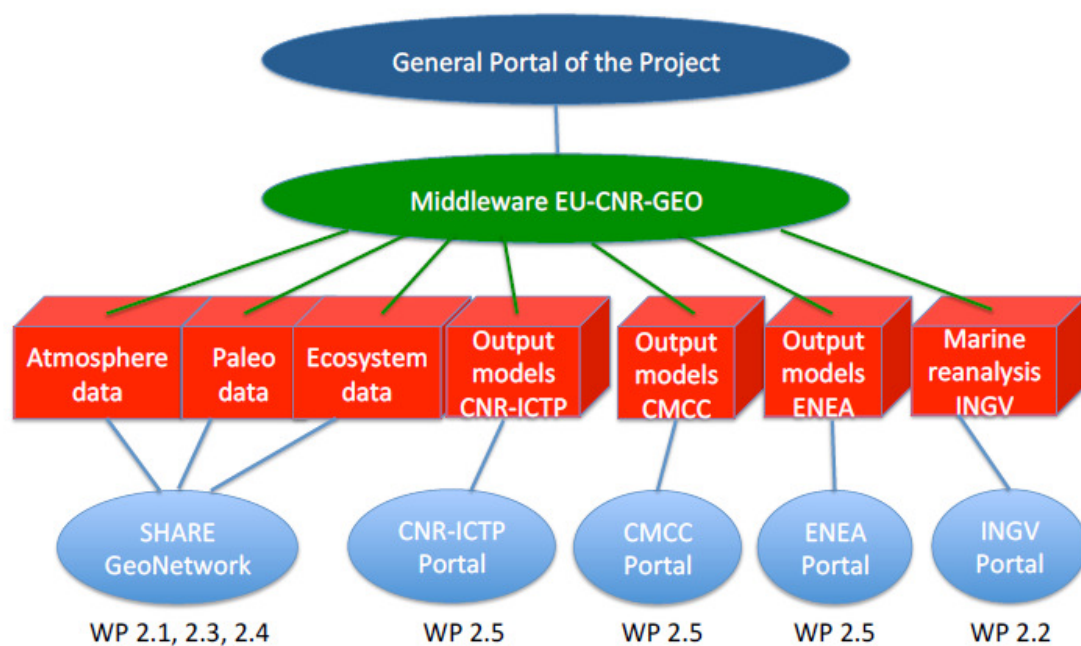 General Portal of the Project
Middleware EU-CNR-GEO
Atmosphere
data
Paleo
data
Ecosystem
data
Output
models
CNR-ICTP
Output
models
CMCC
Output
models
ENEA
Marine
reanalysis
INGV
SHARE
GeoNetwork
CNR-ICTP
Portal
CMCC
Portal
ENEA
Portal
INGV
Portal
WP 2.1, 2.3, 2.4
WP 2.5
WP 2.5
WP 2.5
WP 2.2